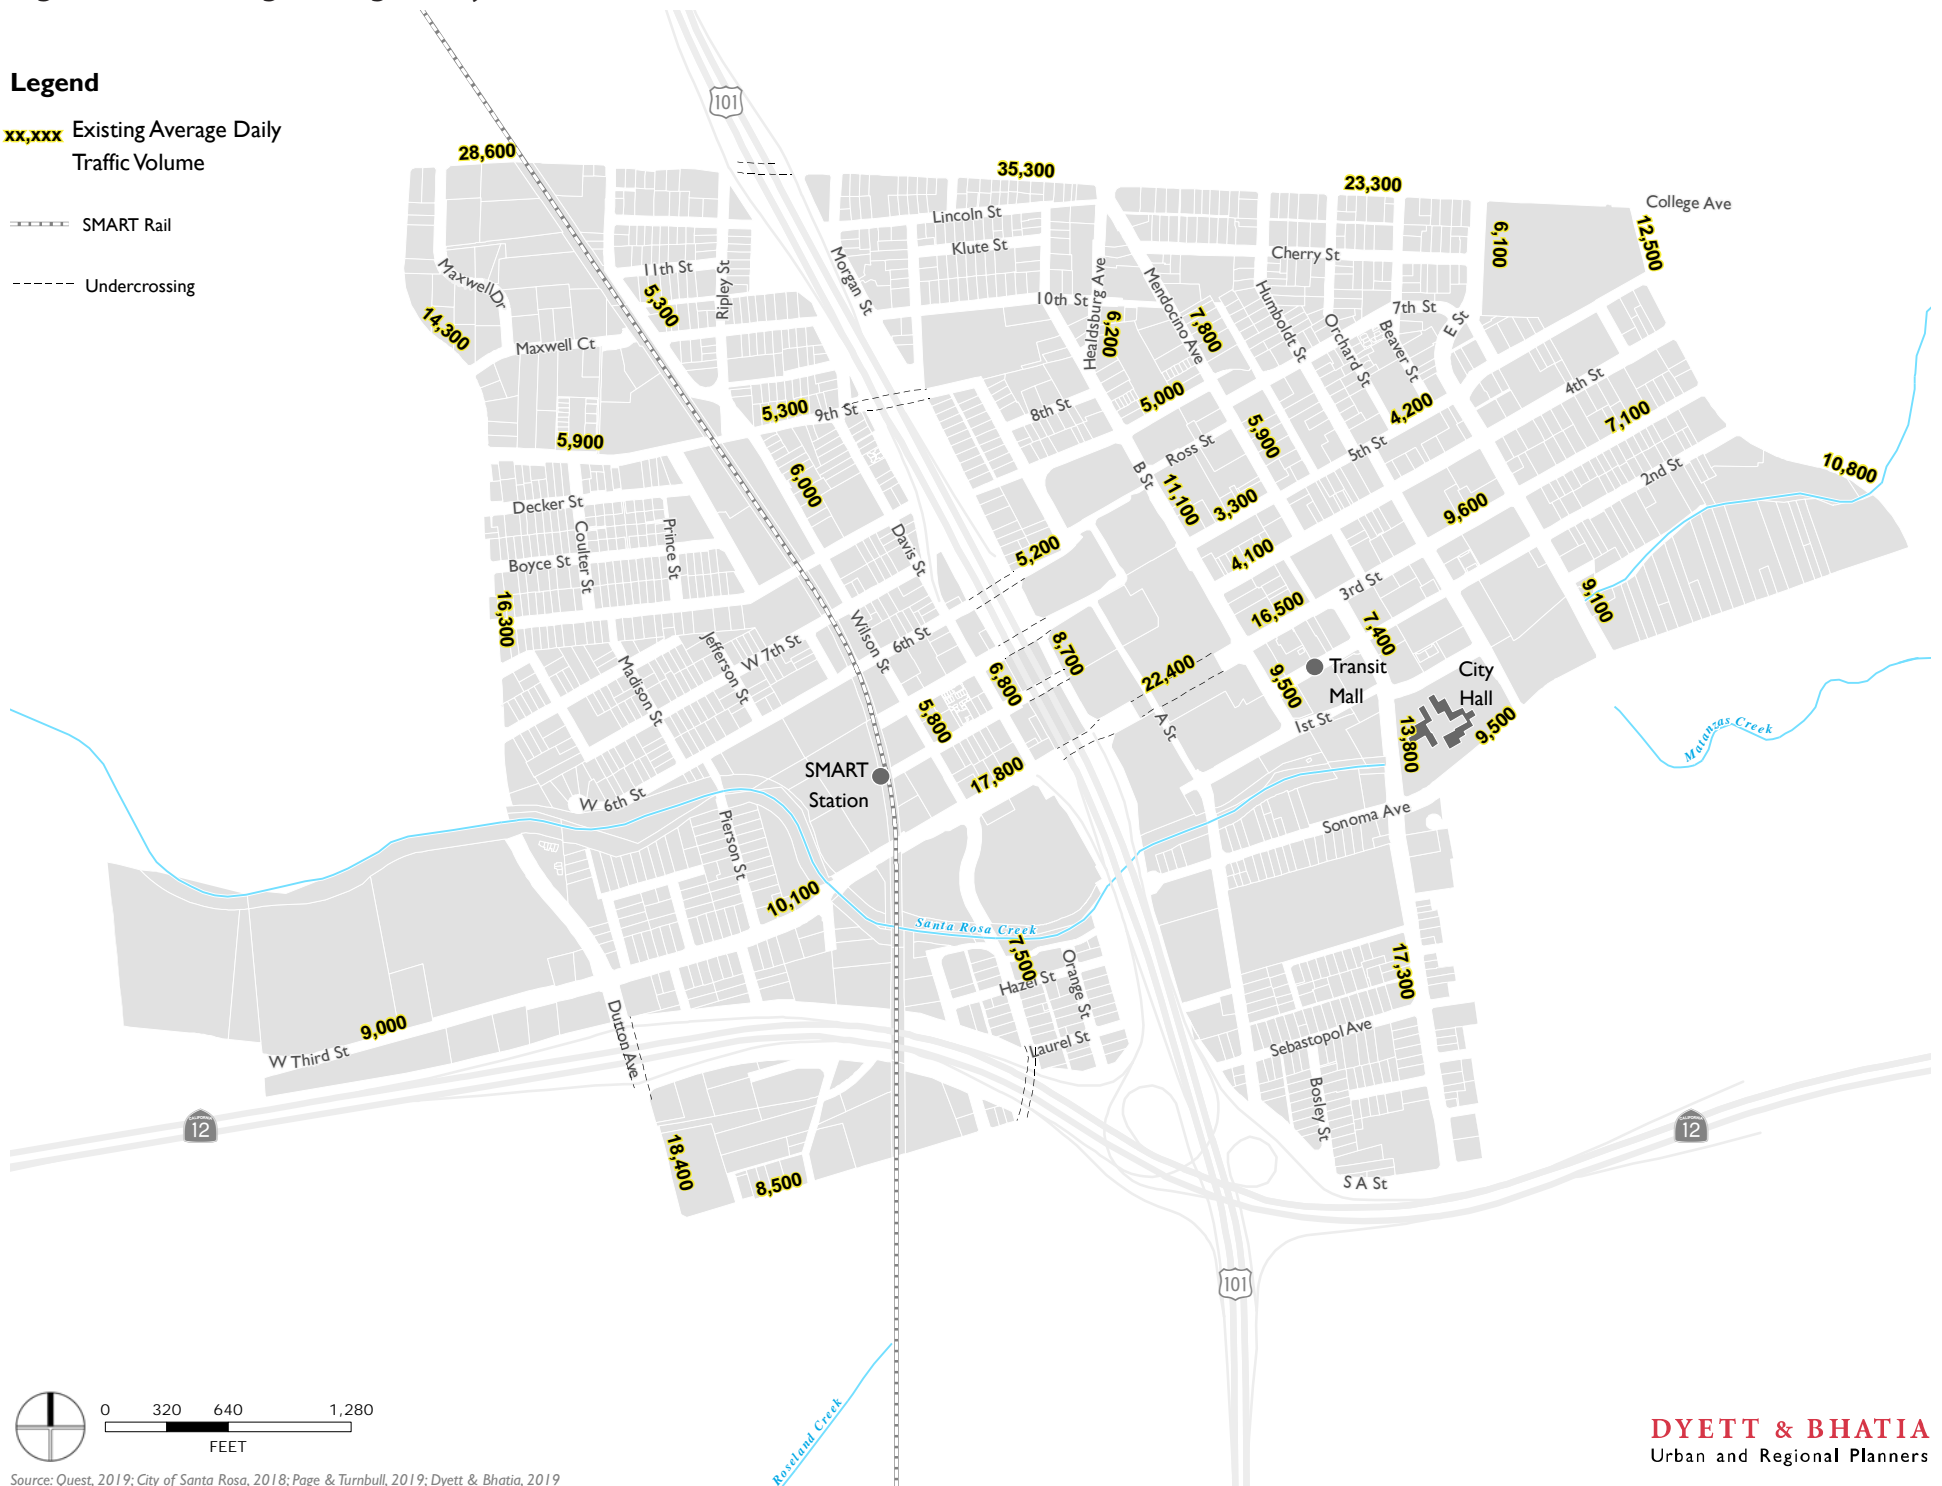 Legend
xx,xxx Existing Average Daily
Traffic Volume
SMART Rail
Undercrossing
101
28,600
35,300
23,300
College Ave
Lincoln St
Klute St
Cherry St
6,100
12,500
11th St
5,300
Ripley St
Morgan St
Maxwell Dr
14,300
Maxwell Ct
10th St
Healdsburg Ave
6,200
Mendocino Ave
7,800
Humboldt St
Orchard St
Beaver St
7th St
E St
5,900
5,300
9th St
8th St
5,000
4,200
4th St
7,100
Ross St
5,900
5th St
2nd St
10,800
6,000
B St
11,100
3,300
9,600
Decker St
Coulter St
Prince St
Boyce St
Davis St
5,200
4,100
16,300
3rd St
16,500
9,100
Wilson St
6th St
W 7th St
Jefferson St
Madison St
8,700
7,400
6,800
22,400
9,500
Transit
Mall
City
Hall
5,800
A St
1st St
13,800
9,500
Matanzas Creek
SMART
Station
17,800
W 6th St
Pierson St
Sonoma Ave
10,100
Santa Rosa Creek
7,500
Hazel St
Orange St
17,300
9,000
W Third St
Dutton Ave
Laurel St
Sebastopol Ave
Bosley St
CALIFORNIA
12
CALIFORNIA
12
18,400
8,500
S A St
101
Roseland Creek
0 320 640 1,280
FEET
DYETT & BHATIA
Urban and Regional Planners
Source: Quest, 2019; City of Santa Rosa, 2018; Page & Turnbull, 2019; Dyett & Bhatia, 2019